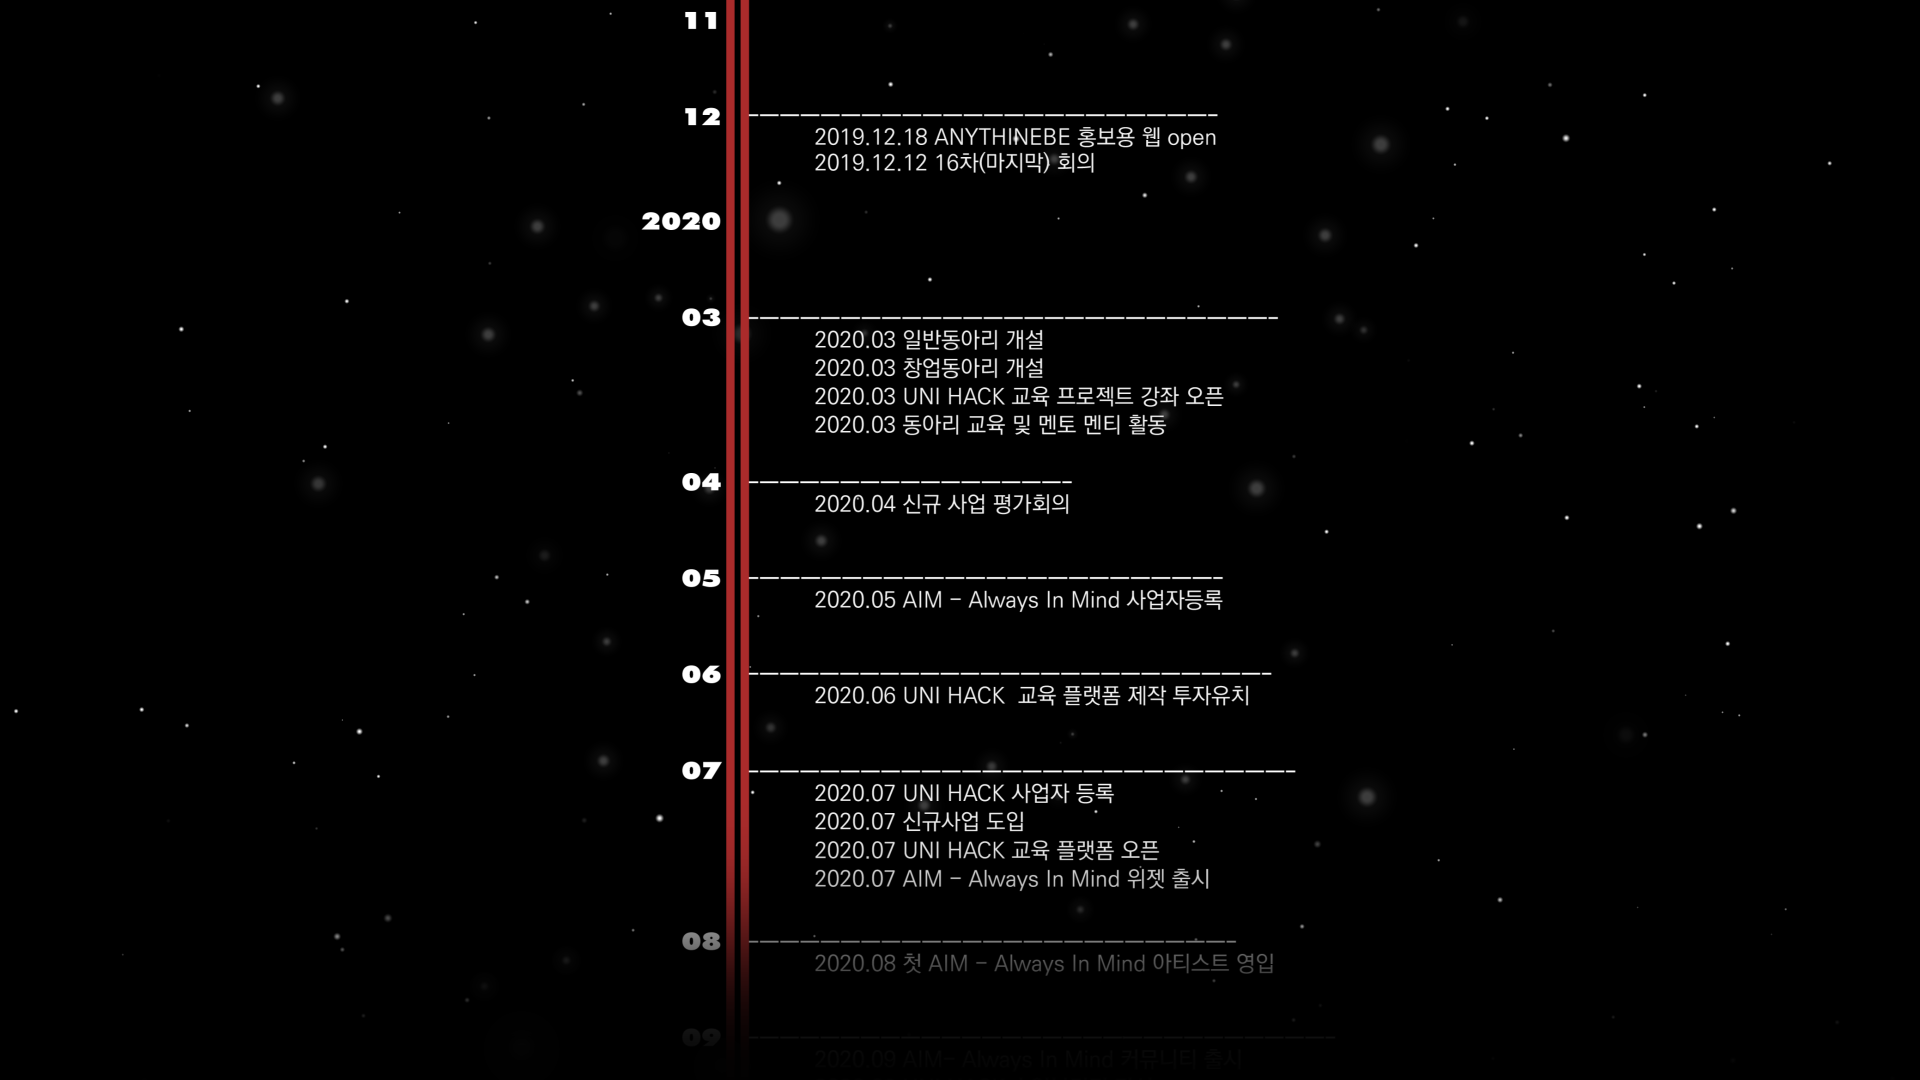 11
12
2019.12.18 ANYTHINEBE 홍보용 웹 open
2019.12.12 16차(마지막) 회의
2020
03
2020.03 일반동아리 개설
2020.03 창업동아리 개설
2020.03 UNI HACK 교육 프로젝트 강좌 오픈
2020.03 동아리 교육 및 멘토 멘티 활동
04
2020.04 신규 사업 평가회의
05
2020.05 AIM - Always In Mind 사업자등록
06
2020.06 UNI HACK  교육 플랫폼 제작 투자유치
07
2020.07 UNI HACK 사업자 등록
2020.07 신규사업 도입
2020.07 UNI HACK 교육 플랫폼 오픈
2020.07 AIM - Always In Mind 위젯 출시
08
2020.08 첫 AIM - Always In Mind 아티스트 영입
09
2020.09 AIM- Always In Mind 커뮤니티 출시